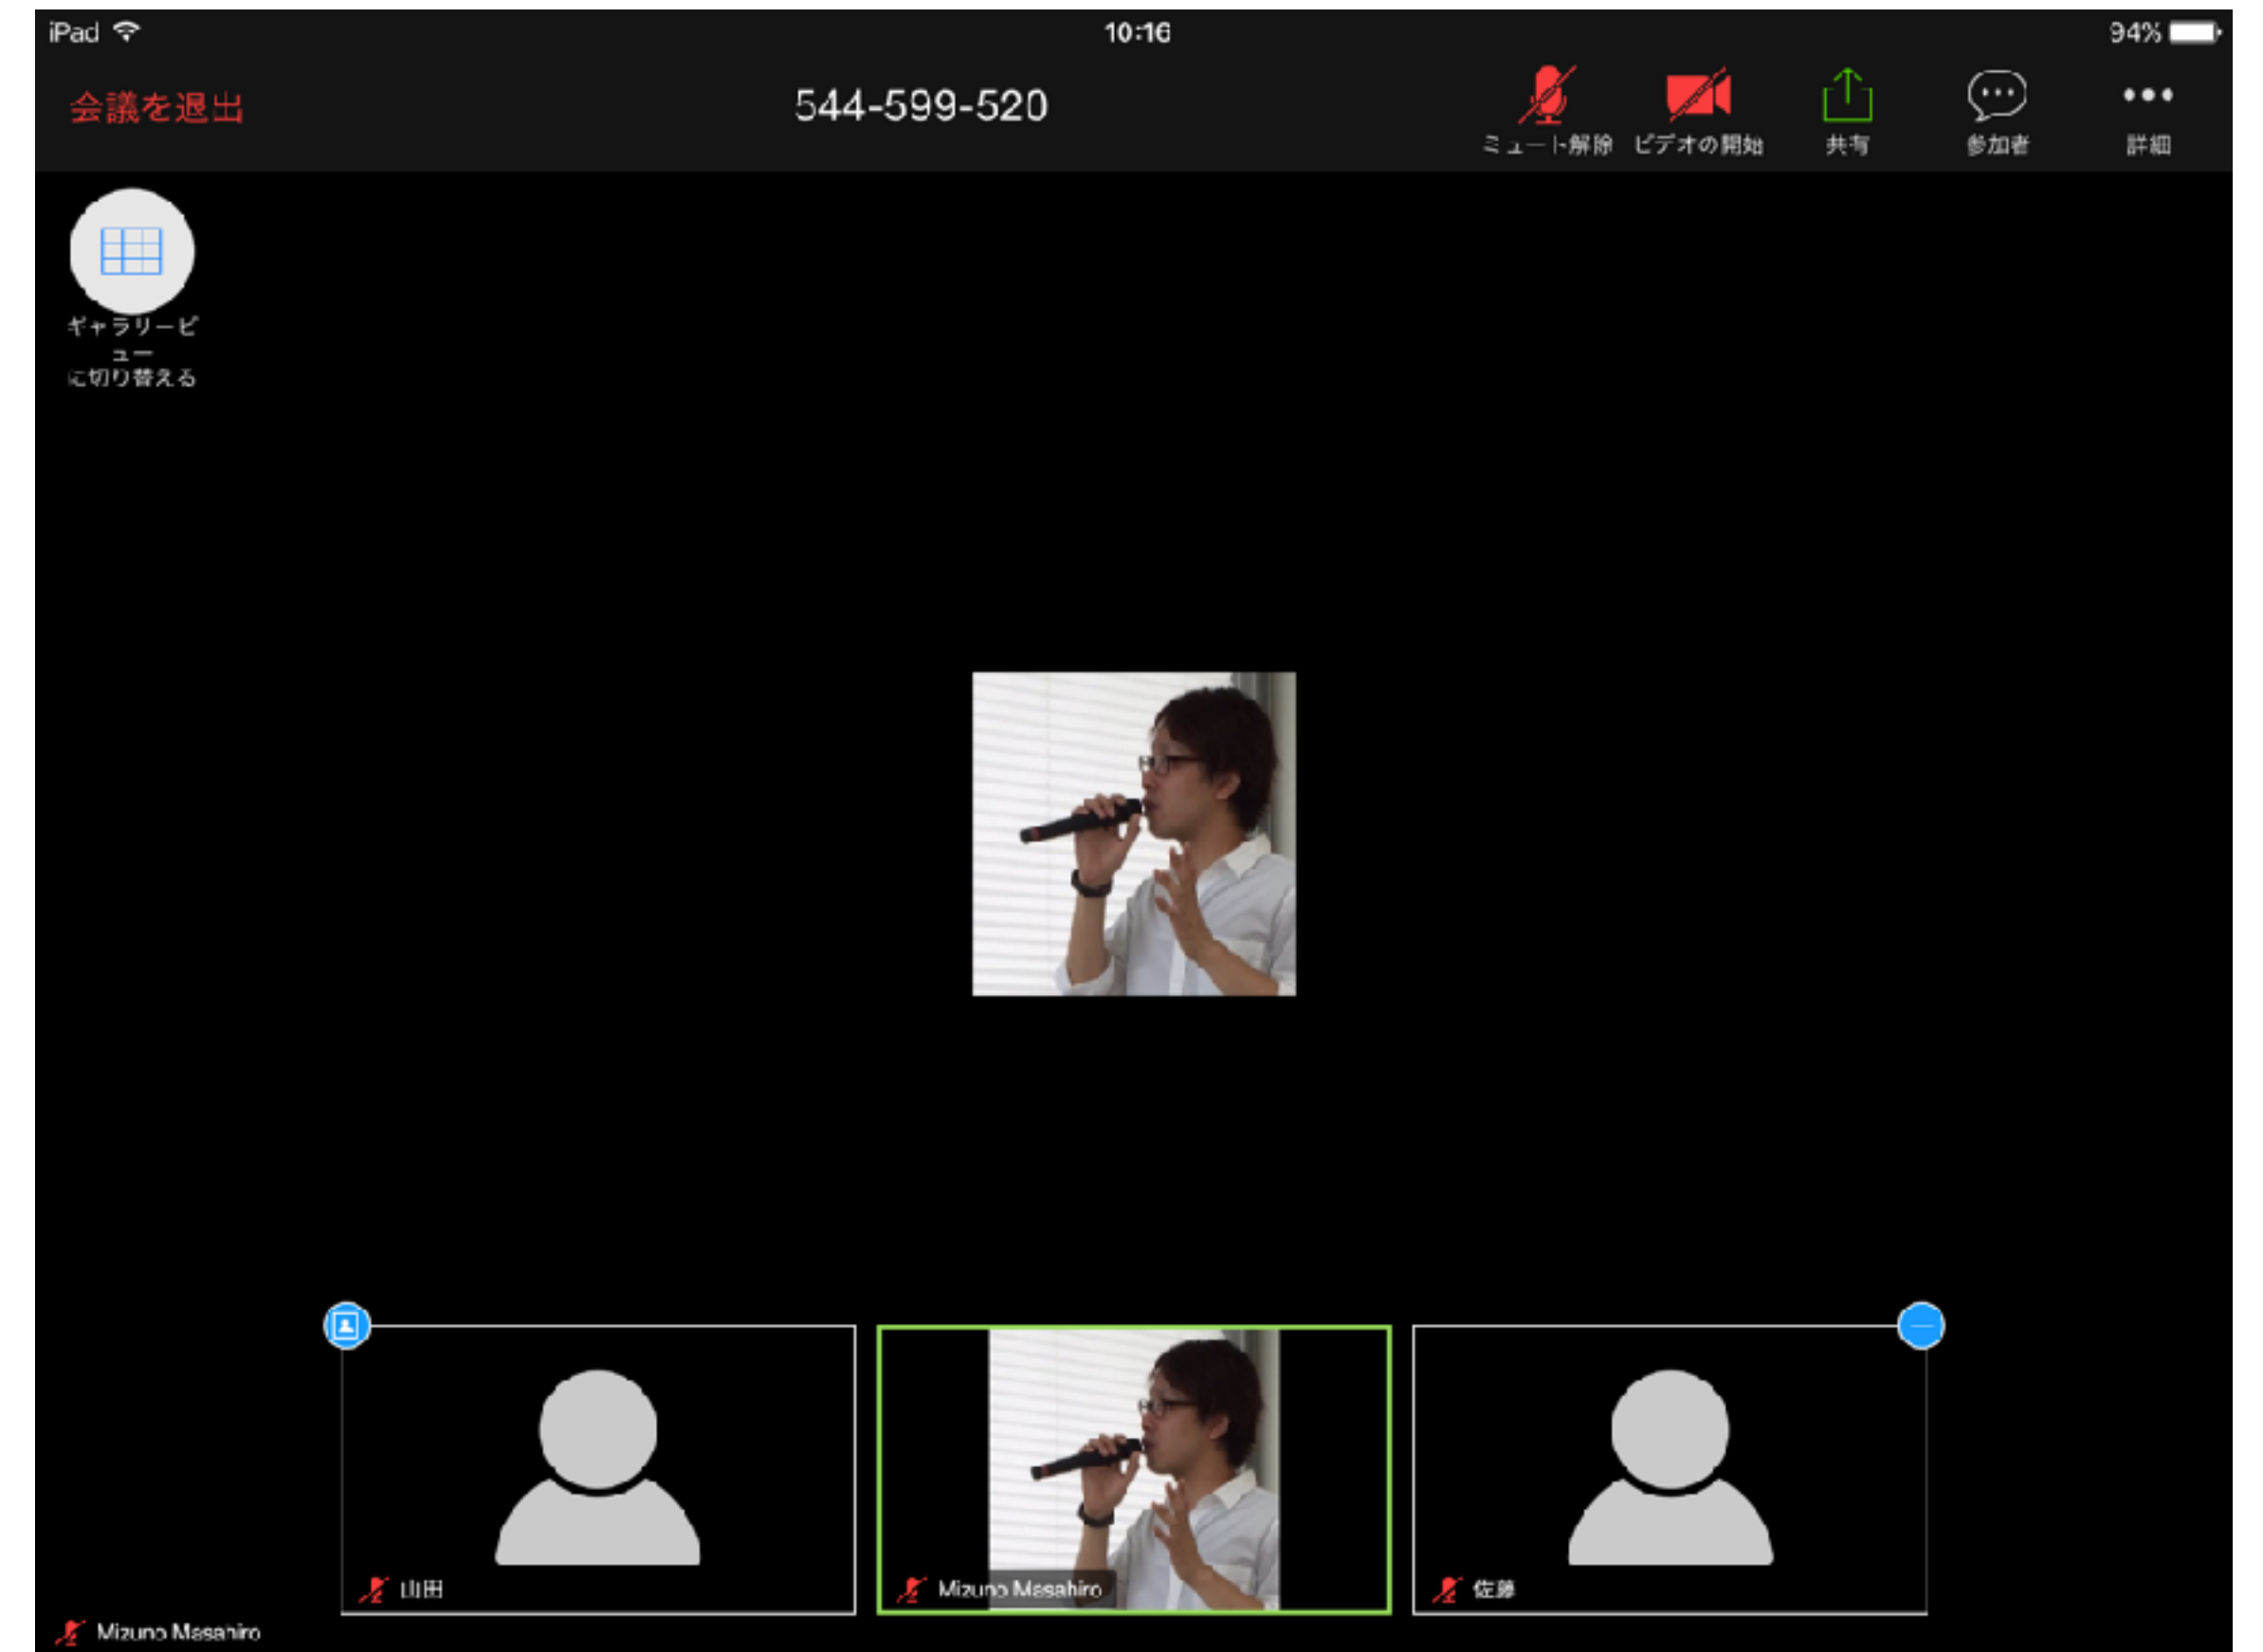 iPad
10:16
94%
会議を退出
544-599-520
ミュート解除
ビデオの開始
共有
参加者
詳細
ギャラリービ
ュー
に切り替える
山田
Mizuno Masahiro
佐藤
Mizuno Masahiro